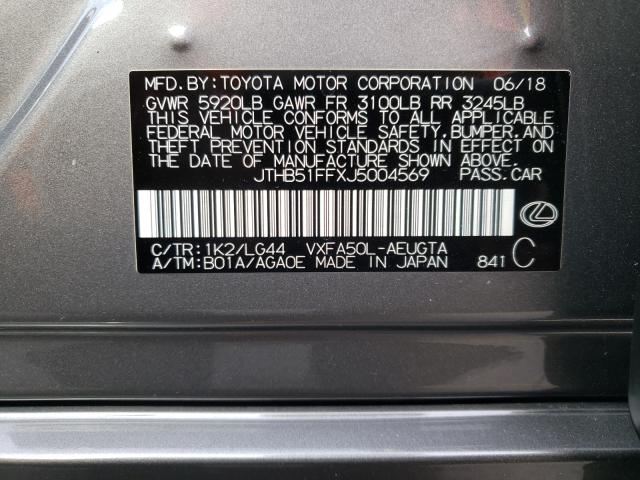 MFD.BY:TOYOTA MOTOR CORPORATION 06/18
GVWR 5920LB GAWR FR 3100LB RR 3245LB
THIS VEHICLE CONFORMS TO ALL APPLICABLE
FEDERAL MOTOR VEHICLE SAFETY,BUMPER,AND
THEFT PREVENTION STANDARDS IN EFFECT ON
THE DATE OF MANUFACTURE SHOWN ABOVE.
JTHB51FFXJ5004569 PASS.CAR
C/TR:1K2/LG44 VXFA50L-AEUGTA
A/TM:B01A/AGA0E MADE IN JAPAN 841 C